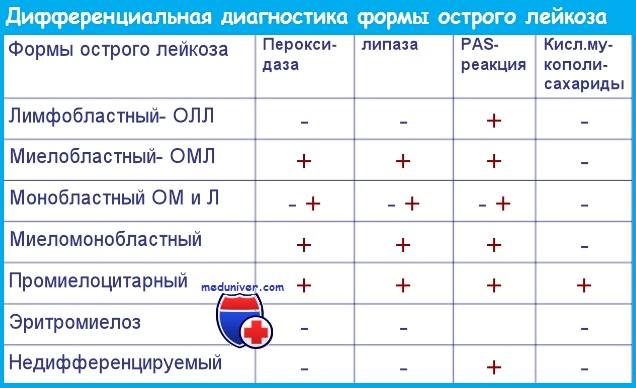 Дифференциальная диагностика формы острого лейкоза
Формы острого лейкоза
Перокси-
даза
липаза
PAS-
реакция
Кисл.му-
кополи-
сахариды
Лимфобластный- ОЛЛ - - + -
Миелобластный- ОМЛ + + + -
Монобластный ОМ и Л - + - + - + -
Миеломонобластный + + + -
Промиелоцитарный + + + +
meduniver.com
Эритромиелоз - - -
Недифференцируемый - - + -